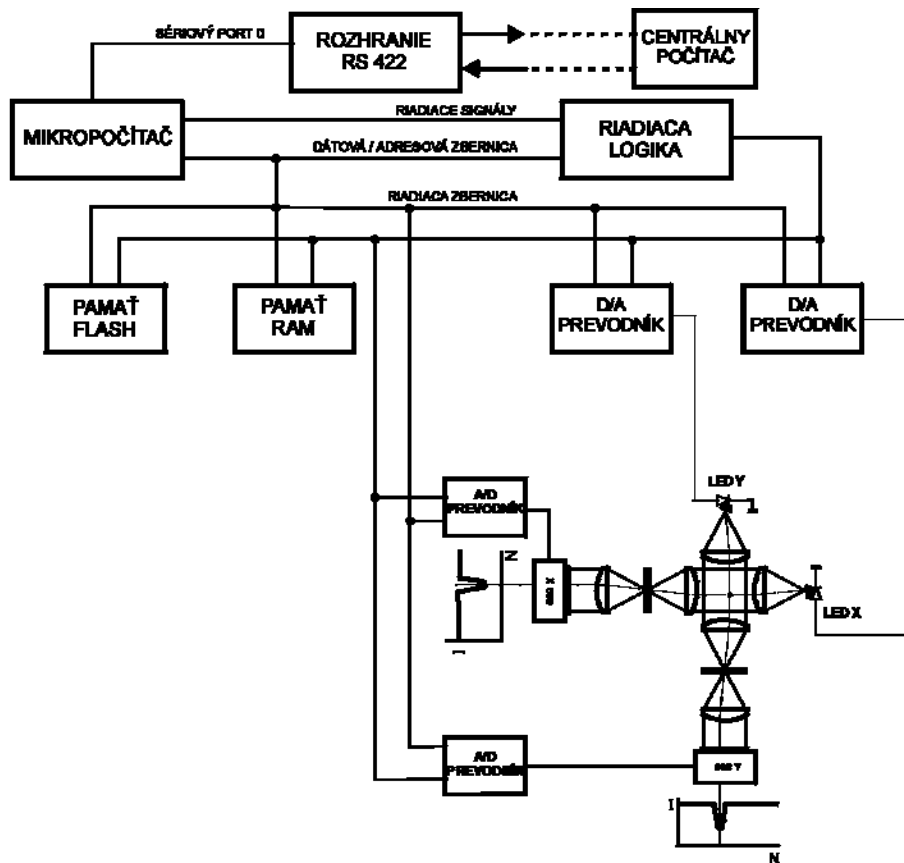 SÉRIOVÝ PORT 0
ROZHRANIE
RS 422
CENTRÁLNY
POČÍTAČ
MIKROPOČÍTAČ
RIADIACE SIGNÁLY
DÁTOVÁ / ADRESOVÁ ZBERNICA
RIADIACA
LOGIKA
RIADIACA ZBERNICA
PAMAŤ
FLASH
PAMAŤ
RAM
D/A
PREVODNÍK
D/A
PREVODNÍK
LED Y
A/D
PREVODNÍK
N
I
LED X
A/D
PREVODNÍK
I
N